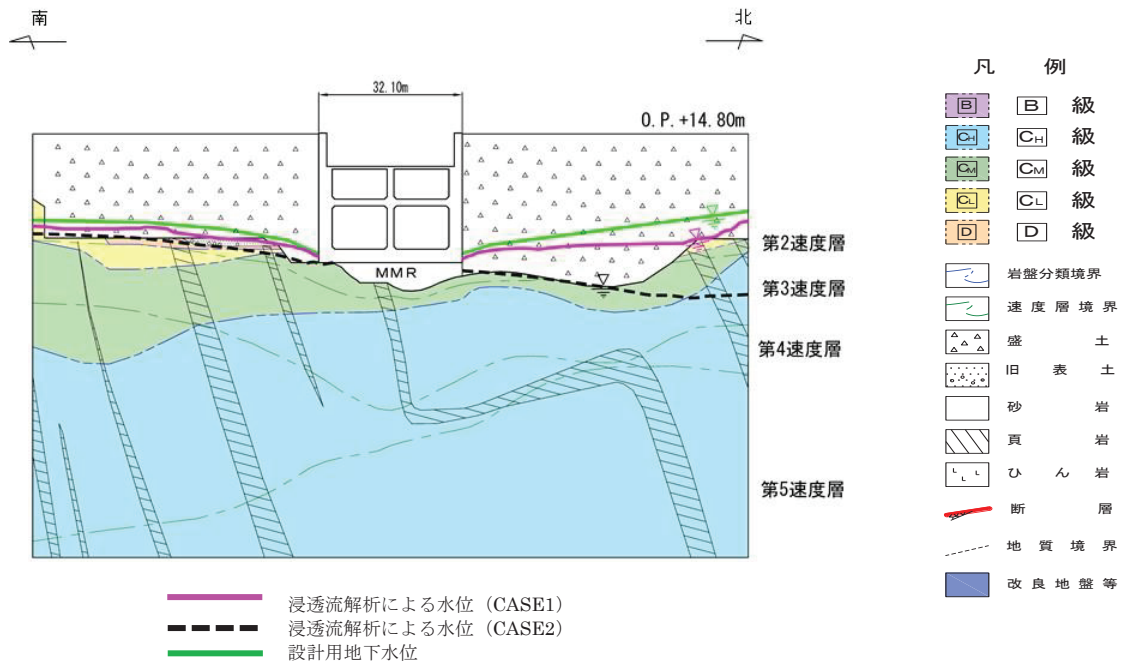 南
北
32.10m
O.P.+14.80m
MMR
第2速度層
第3速度層
第4速度層
第5速度層
凡 例
B B 級
CH CH 級
CM CM 級
CL CL 級
D D 級
岩盤分類境界
速度層境界
盛土
旧表土
砂岩
頁岩
ひん岩
断層
地質境界
改良地盤等
浸透流解析による水位（CASE1）
浸透流解析による水位（CASE2）
設計用地下水位